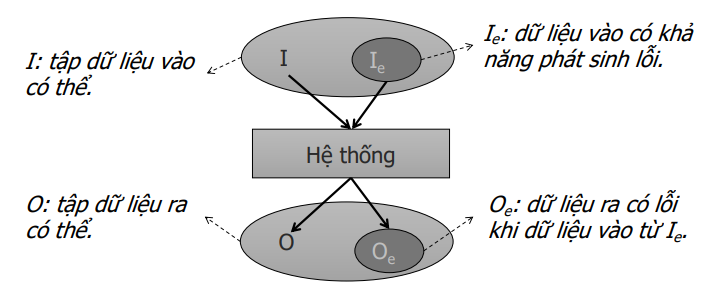 I: tập dữ liệu vào
có thể.
I
Iₑ
Iₑ: dữ liệu vào có khả
năng phát sinh lỗi.
Hệ thống
O: tập dữ liệu ra
có thể.
O
Oₑ
Oₑ: dữ liệu ra có lỗi
khi dữ liệu vào từ Iₑ.